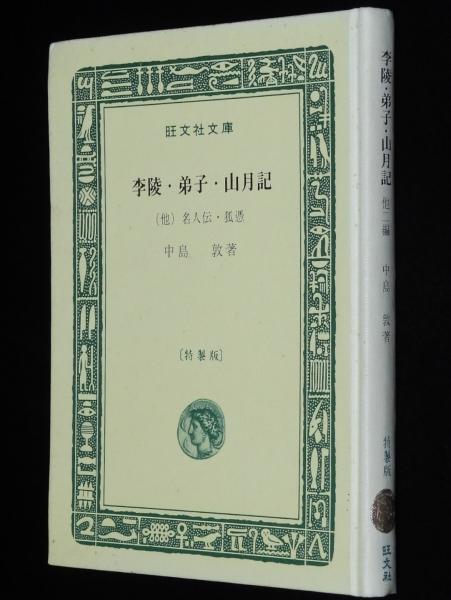 旺文社文庫
李陵・弟子・山月記
（他）名人伝・狐憑
中島 敦著
〔特製版〕
李陵・弟子・山月記 他二編 中島 敦著 特製版
旺文社